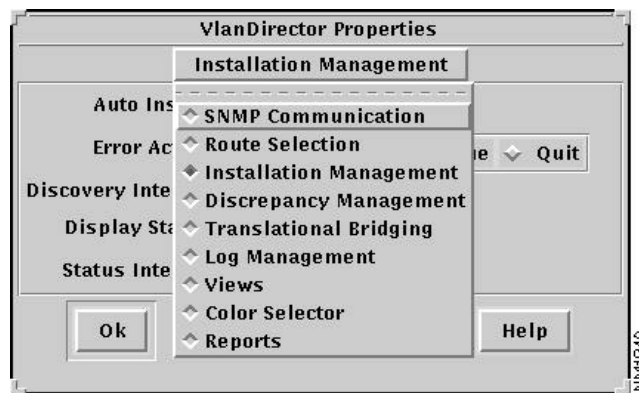 VlanDirector Properties
Installation Management
Auto Ins
SNMP Communication
Error Ac
Route Selection
ue
Quit
Installation Management
Discovery Inte
Discrepancy Management
Display Sta
Translational Bridging
Log Management
Status Inte
Views
Color Selector
Ok
Help
Reports